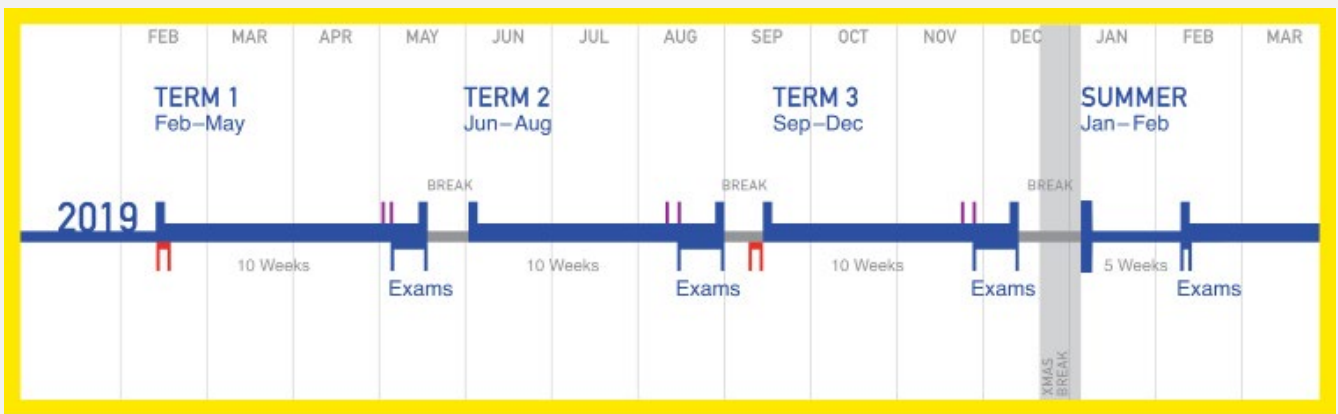 FEB MAR APR MAY JUN JUL AUG SEP OCT NOV DEC JAN FEB MAR
TERM 1 TERM 2 TERM 3 SUMMER
Feb–May Jun–Aug Sep–Dec Jan–Feb
BREAK BREAK BREAK
2019
10 Weeks 10 Weeks 10 Weeks 5 Weeks
Exams Exams Exams Exams
XMAS
BREAK